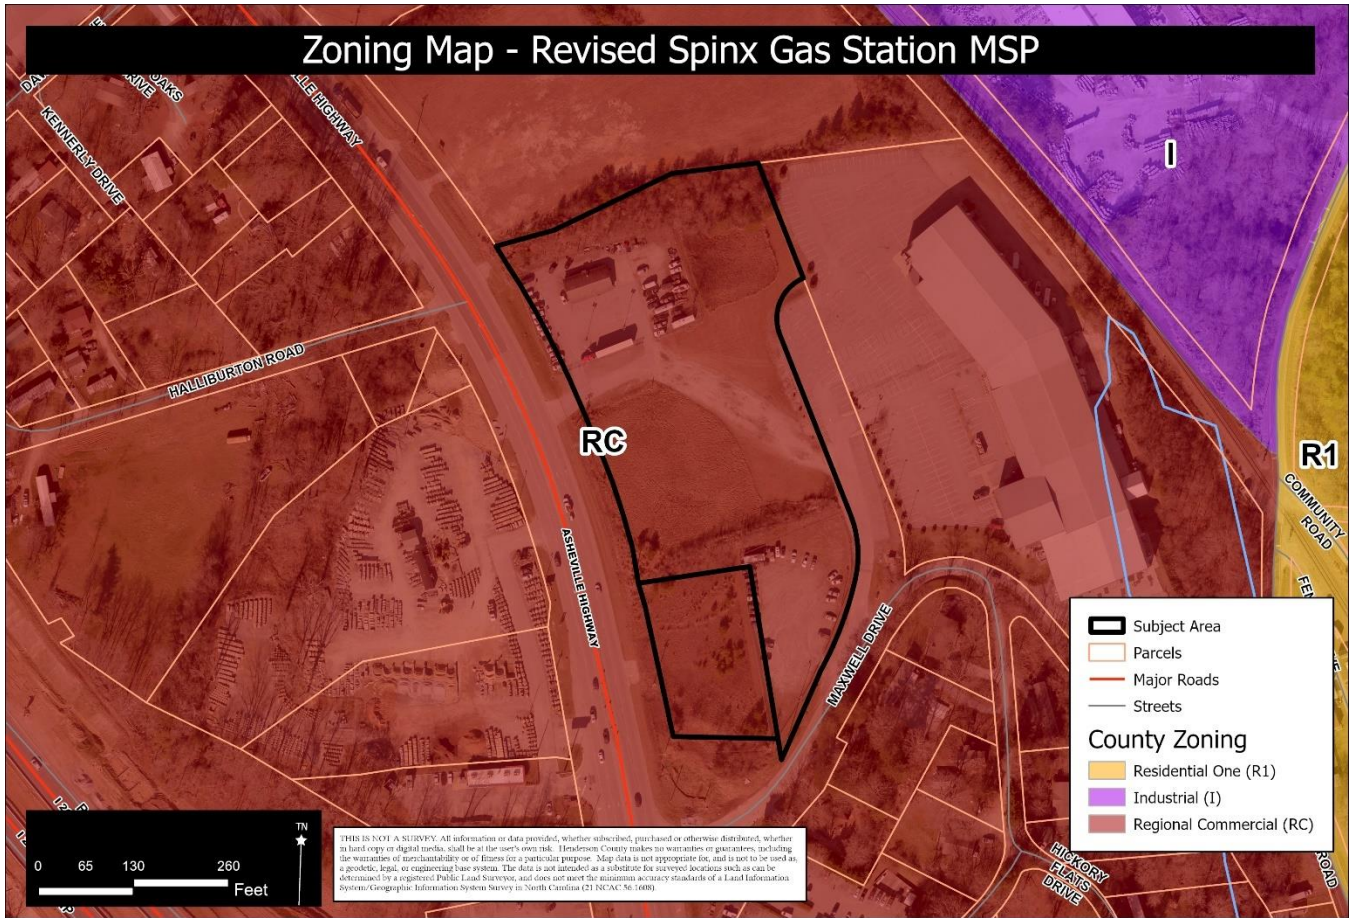 Zoning Map - Revised Spinx Gas Station MSP
OAKS
DRIVE
KENNERLY DRIVE
ASHEVILLE HIGHWAY
I
HALLIBURTON ROAD
RC
R1
COMMUNITY
ROAD
ASHEVILLE HIGHWAY
MAXWELL DRIVE
HICKORY
FLATS
DRIVE
ROAD
Subject Area
Parcels
Major Roads
Streets
County Zoning
Residential One (R1)
Industrial (I)
Regional Commercial (RC)
TN
0 65 130 260
Feet
THIS IS NOT A SURVEY. All information or data provided, whether subscribed, purchased or otherwise distributed, whether
in hard copy or digital media, shall be at the user's own risk. Henderson County makes no warranties or guarantees, including
the warranties of merchantability or of fitness for a particular purpose. Map data is not appropriate for, and is not to be used as,
a geodetic, legal, or engineering base system. The data is not intended as a substitute for surveyed locations such as can be
determined by a registered Public Land Surveyor, and does not meet the minimum accuracy standards of a Land Information
System/Geographic Information System Survey in North Carolina (21 NCAC 56.1608)